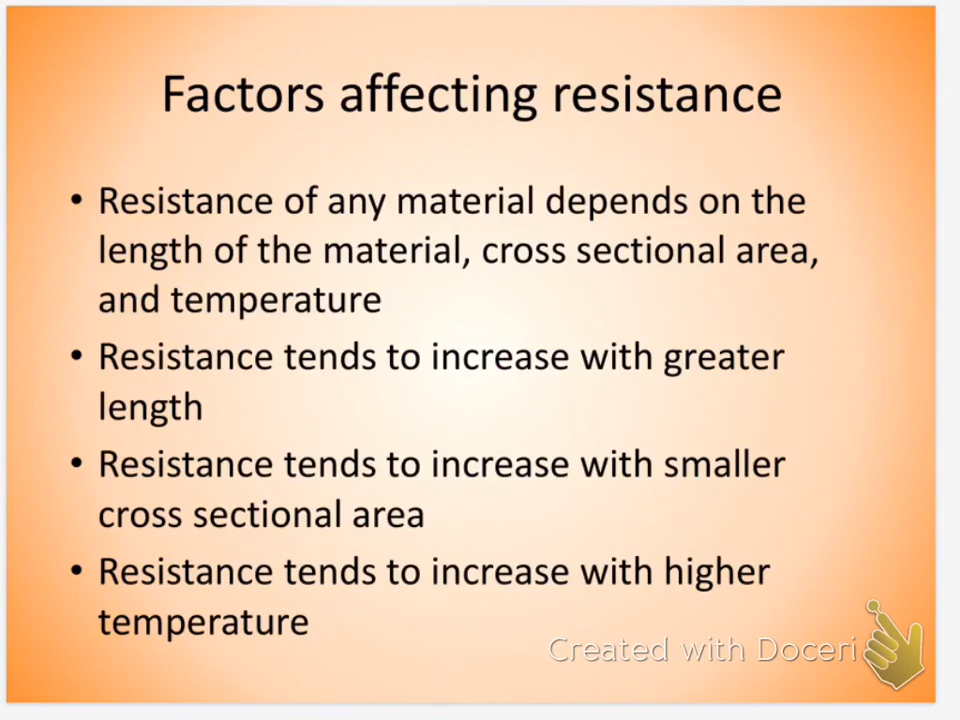 Factors affecting resistance
• Resistance of any material depends on the
length of the material, cross sectional area,
and temperature
• Resistance tends to increase with greater
length
• Resistance tends to increase with smaller
cross sectional area
• Resistance tends to increase with higher
temperature
Created with Doceri